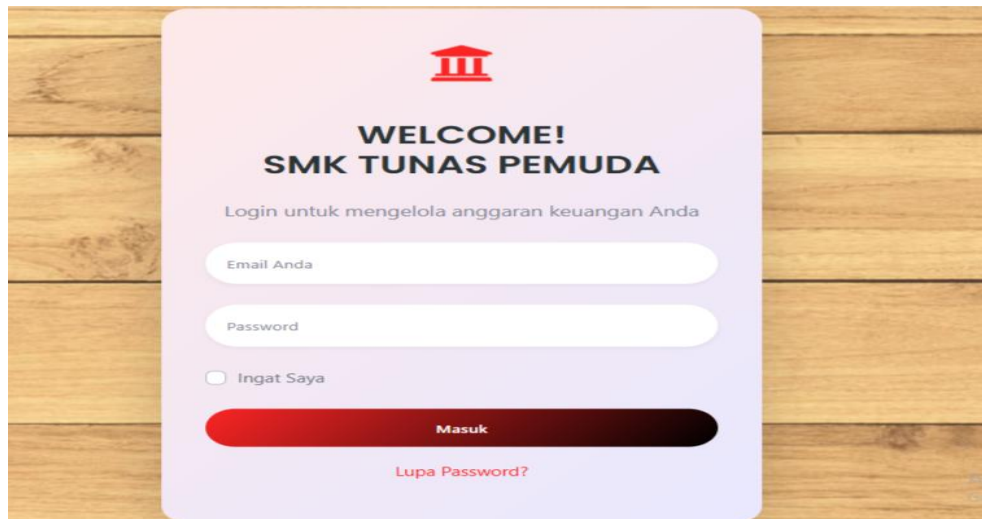 WELCOME!
SMK TUNAS PEMUDA
Login untuk mengelola anggaran keuangan Anda
Email Anda
Password
Ingat Saya
Masuk
Lupa Password?